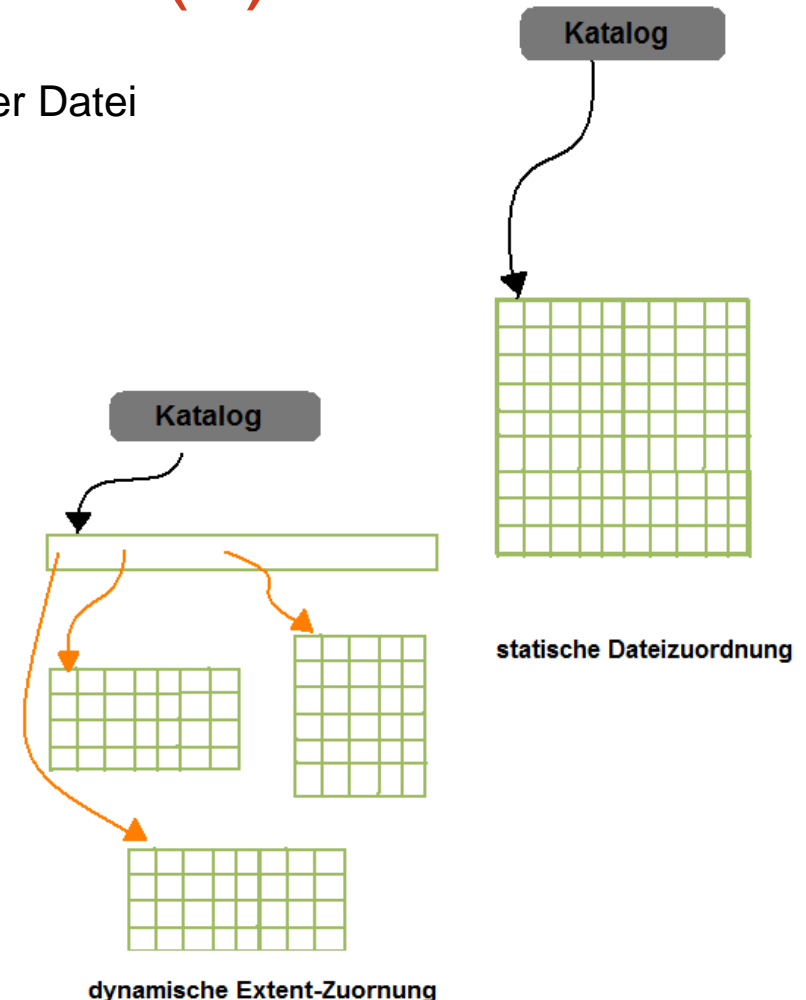 ( )
Katalog
er Datei
Katalog
statische Dateizuordnung
dynamische Extent-Zuornung